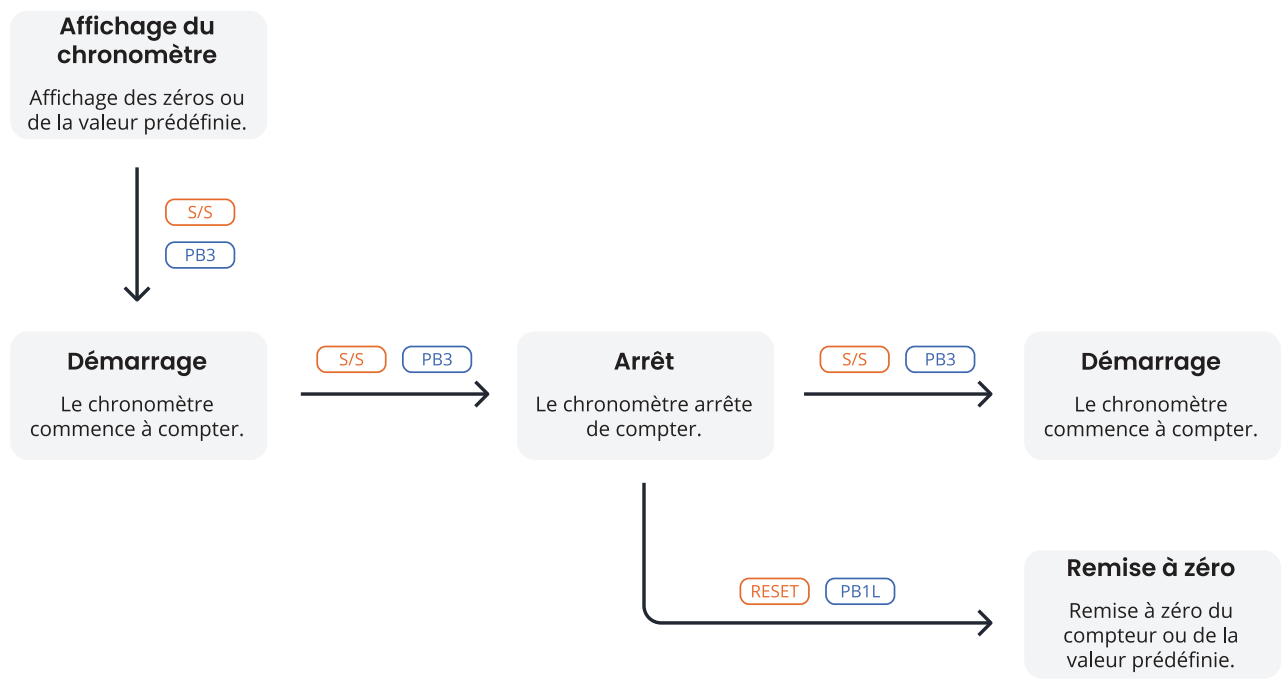 Affichage du
chronomètre
Affichage des zéros ou
de la valeur prédéfinie.
S/S
PB3
Démarrage
Le chronomètre
commence à compter.
S/S PB3
Arrêt
Le chronomètre arrête
de compter.
S/S PB3
Démarrage
Le chronomètre
commence à compter.
RESET PB1L
Remise à zéro
Remise à zéro du
compteur ou de la
valeur prédéfinie.